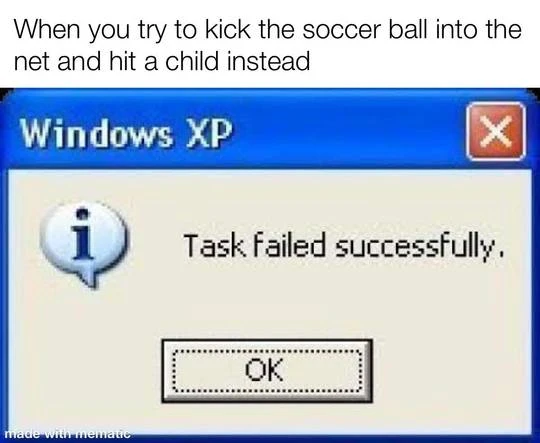 When you try to kick the soccer ball into the
net and hit a child instead
Windows XP
Task failed successfully.
OK
made with mematic